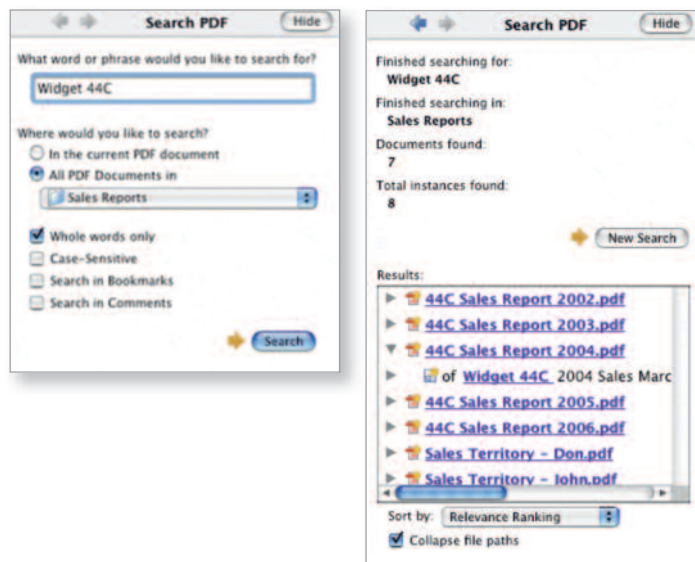 Search PDF
Hide
What word or phrase would you like to search for?
Widget 44C
Where would you like to search?
In the current PDF document
All PDF Documents in
Sales Reports
Whole words only
Case-Sensitive
Search in Bookmarks
Search in Comments
Search
Search PDF
Hide
Finished searching for:
Widget 44C
Finished searching in:
Sales Reports
Documents found:
7
Total instances found:
8
New Search
Results:
44C Sales Report 2002.pdf
44C Sales Report 2003.pdf
44C Sales Report 2004.pdf
of Widget 44C 2004 Sales Marc
44C Sales Report 2005.pdf
44C Sales Report 2006.pdf
Sales Territory - Don.pdf
Sales Territory - John.pdf
Sort by: Relevance Ranking
Collapse file paths